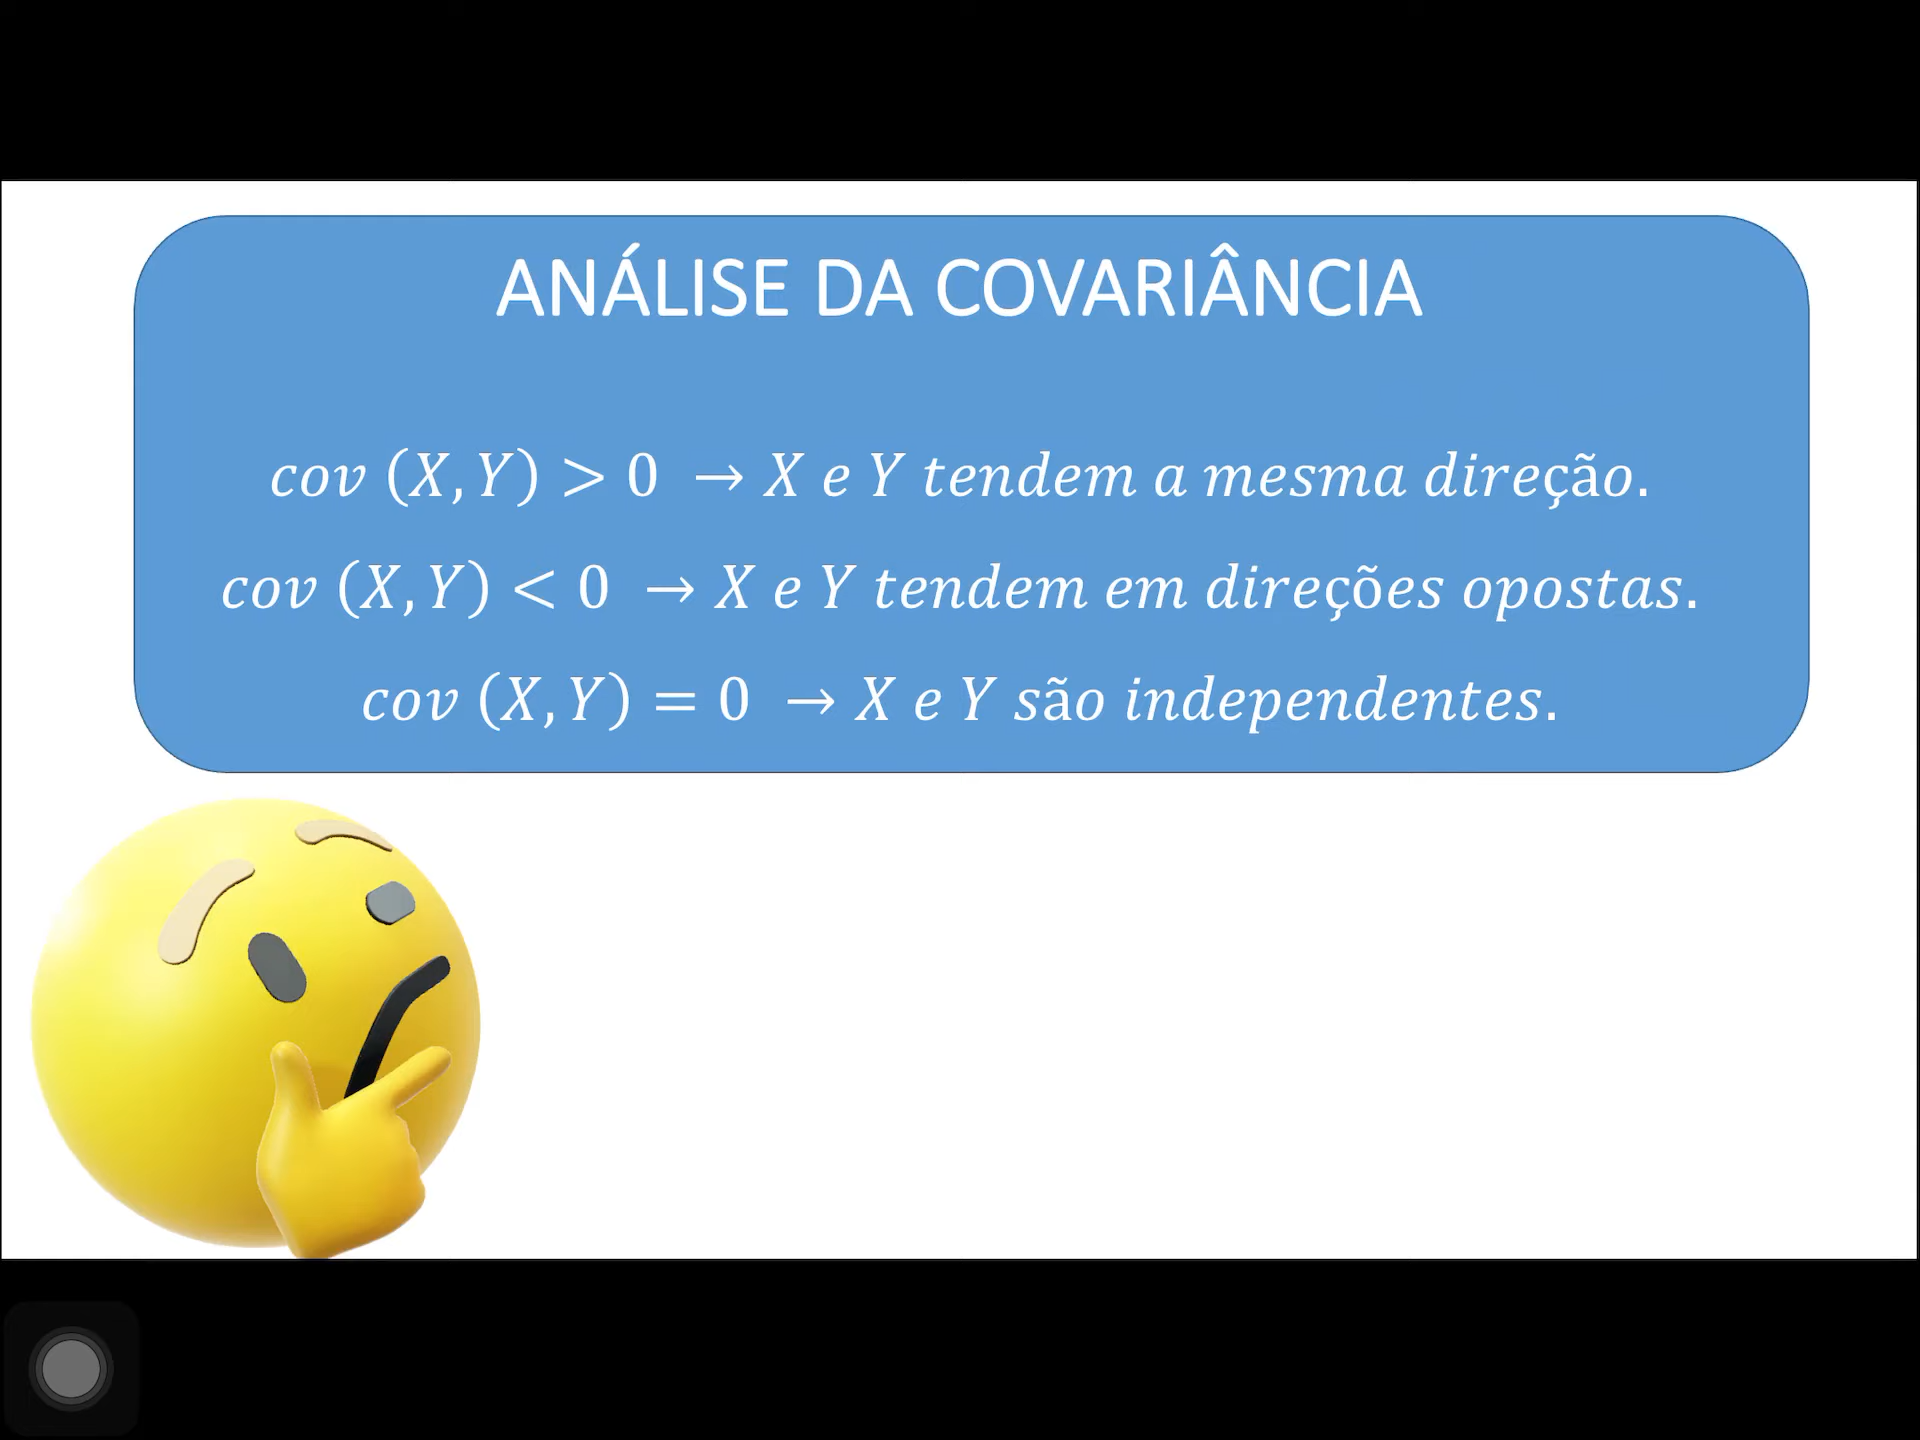 ANÁLISE DA COVARIÂNCIA
cov (X,Y) > 0 → X e Y tendem a mesma direção.
cov (X,Y) < 0 → X e Y tendem em direções opostas.
cov (X,Y) = 0 → X e Y são independentes.